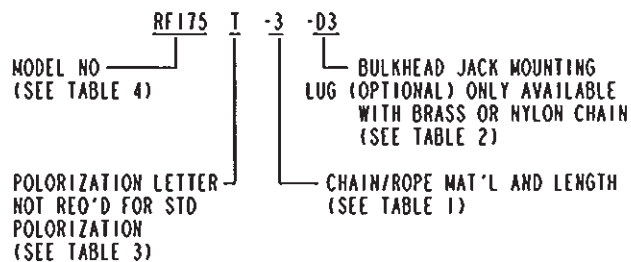 RF175 T -3 -D3
MODEL NO
(SEE TABLE 4)
BULKHEAD JACK MOUNTING
LUG (OPTIONAL) ONLY AVAILABLE
WITH BRASS OR NYLON CHAIN
(SEE TABLE 2)
POLORIZATION LETTER
NOT REQ'D FOR STD
POLORIZATION
(SEE TABLE 3)
CHAIN/ROPE MAT'L AND LENGTH
(SEE TABLE 1)